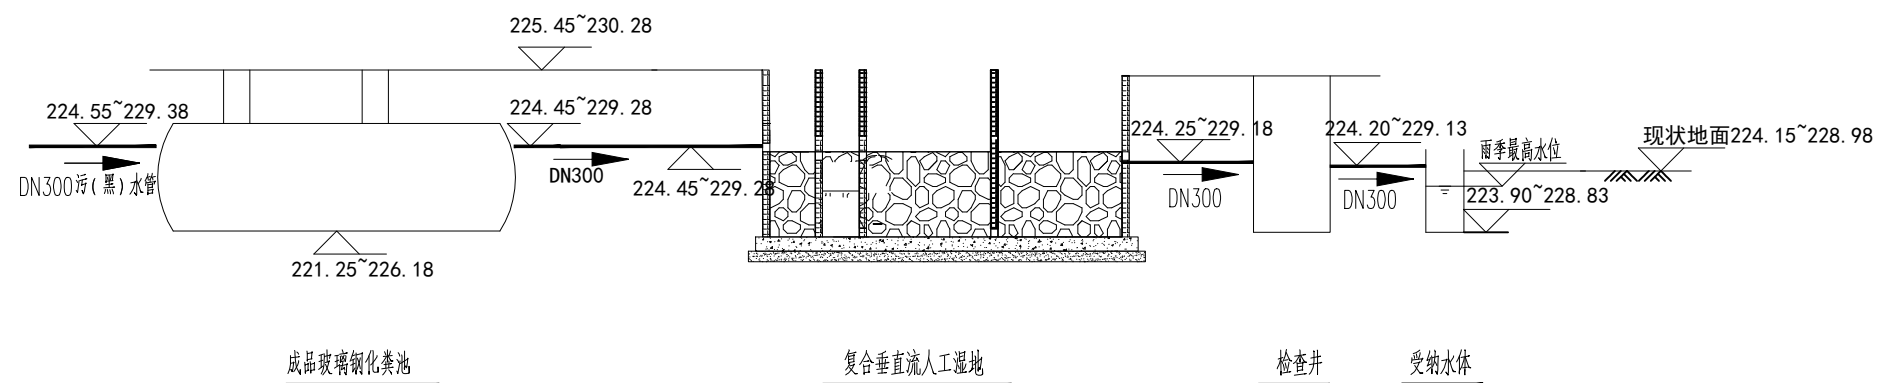 225.45~230.28
224.55~229.38
224.45~229.28
224.25~229.18
224.20~229.13
雨季最高水位
现状地面224.15~228.98
DN300污(黑)水管
DN300
224.45~229.28
DN300
DN300
223.90~228.83
221.25~226.18
成品玻璃钢化粪池
复合垂直流人工湿地
检查井
受纳水体